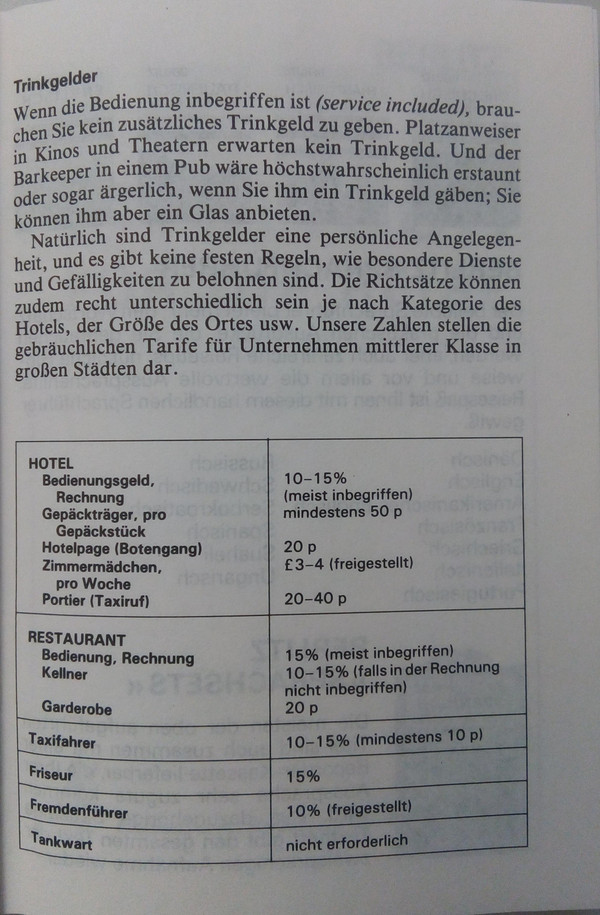 Trinkgelder
Wenn die Bedienung inbegriffen ist (service included), brau-
chen Sie kein zusätzliches Trinkgeld zu geben. Platzanweiser
in Kinos und Theatern erwarten kein Trinkgeld. Und der
Barkeeper in einem Pub wäre höchstwahrscheinlich erstaunt
oder sogar ärgerlich, wenn Sie ihm ein Trinkgeld gäben; Sie
können ihm aber ein Glas anbieten.
Natürlich sind Trinkgelder eine persönliche Angelegen-
heit, und es gibt keine festen Regeln, wie besondere Dienste
und Gefälligkeiten zu belohnen sind. Die Richtsätze können
zudem recht unterschiedlich sein je nach Kategorie des
Hotels, der Größe des Ortes usw. Unsere Zahlen stellen die
gebräuchlichen Tarife für Unternehmen mittlerer Klasse in
großen Städten dar.
HOTEL
Bedienungsgeld, 10–15%
Rechnung (meist inbegriffen)
Gepäckträger, pro mindestens 50 p
Gepäckstück
Hotelpage (Botengang) 20 p
Zimmermädchen, £3–4 (freigestellt)
pro Woche
Portier (Taxiruf) 20–40 p
RESTAURANT
Bedienung, Rechnung 15% (meist inbegriffen)
Kellner 10–15% (falls in der Rechnung
nicht inbegriffen)
Garderobe 20 p
Taxifahrer 10–15% (mindestens 10 p)
Friseur 15%
Fremdenführer 10% (freigestellt)
Tankwart nicht erforderlich